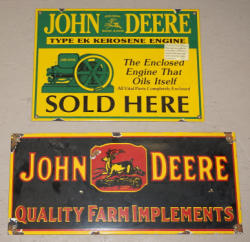 JOHN DEERE
TYPE EK KEROSENE ENGINE
The Enclosed
Engine That
Oils Itself
All Vital Parts Completely Enclosed
SOLD HERE
JOHN DEERE
QUALITY FARM IMPLEMENTS